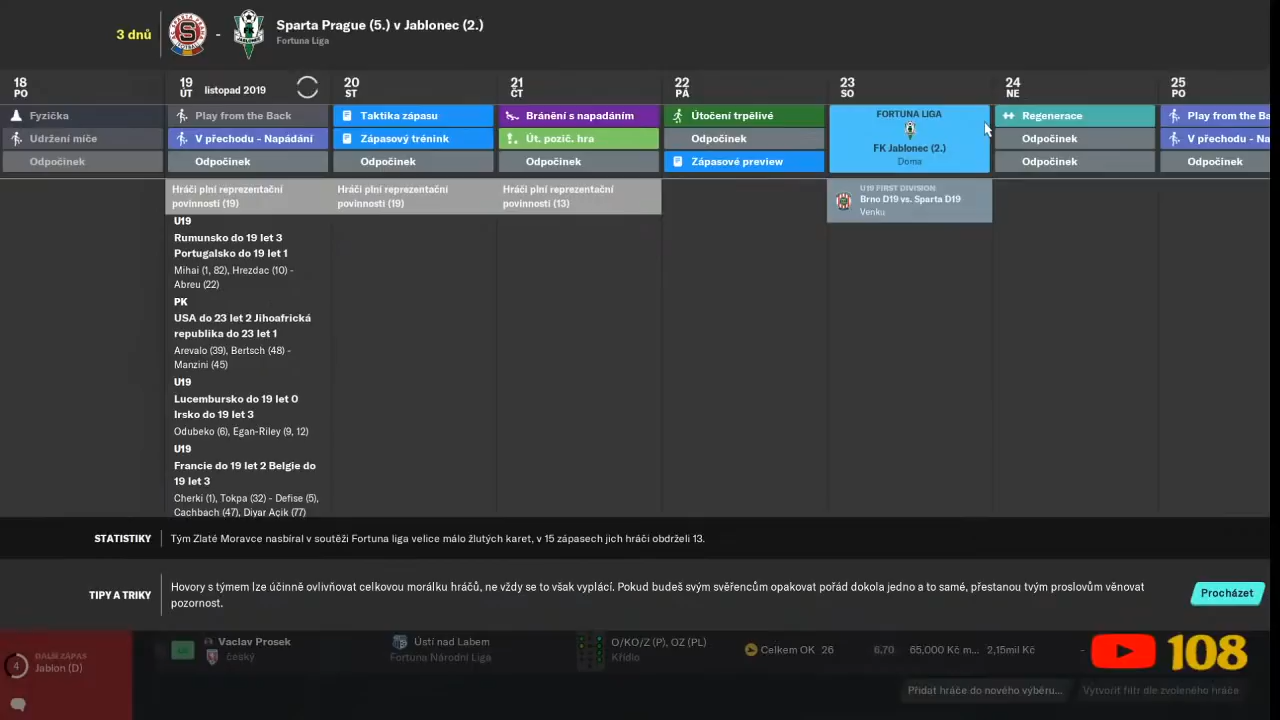 3 dnů
-
Sparta Prague (5.) v Jablonec (2.)
Fortuna Liga
18
PO
19
ÚT
listopad 2019
20
ST
21
ČT
22
PÁ
23
SO
24
NE
25
PO
Fyzička
Play from the Back
Taktika zápasu
Bránění s napadáním
Útočení trpělivé
FORTUNA LIGA
FK Jablonec (2.)
Doma
Regenerace
Play from the Ba
Udržení míče
V přechodu - Napádání
Zápasový trénink
Út. pozič. hra
Odpočinek
Odpočinek
V přechodu - Na
Odpočinek
Odpočinek
Odpočinek
Odpočinek
Zápasové preview
Odpočinek
Odpočinek
Hráči plní reprezentační
povinnosti (19)
Hráči plní reprezentační
povinnosti (19)
Hráči plní reprezentační
povinnosti (13)
U19 FIRST DIVISION
Brno D19 vs. Sparta D19
Venku
U19
Rumunsko do 19 let 3
Portugalsko do 19 let 1
Mihai (1, 82), Hrezdac (10) -
Abreu (22)
PK
USA do 23 let 2 Jihoafrická
republika do 23 let 1
Arevalo (39), Bertsch (48) -
Manzini (45)
U19
Lucembursko do 19 let 0
Irsko do 19 let 3
Odubeko (6), Egan-Riley (9, 12)
U19
Francie do 19 let 2 Belgie do
19 let 3
Cherki (1), Tokpa (32) - Defise (5),
Cachbach (47), Diyar Açik (77)
STATISTIKY
Tým Zlaté Moravce nasbíral v soutěži Fortuna liga velice málo žlutých karet, v 15 zápasech jich hráči obdrželi 13.
TIPY A TRIKY
Hovory s týmem lze účinně ovlivňovat celkovou morálku hráčů, ne vždy se to však vyplácí. Pokud budeš svým svěřencům opakovat pořád dokola jedno a to samé, přestanou tvým proslovům věnovat
pozornost.
Procházet
4
DALŠÍ ZÁPAS
Jablon (D)
Vaclav Prosek
český
Ústí nad Labem
Fortuna Národní Liga
O/KO/Z (P), OZ (PL)
Křídlo
Celkem OK 26
6,70
65,000 Kč m...
2,15mil Kč
-
108
Přidat hráče do nového výběru...
Vytvořit filtr dle zvoleného hráče